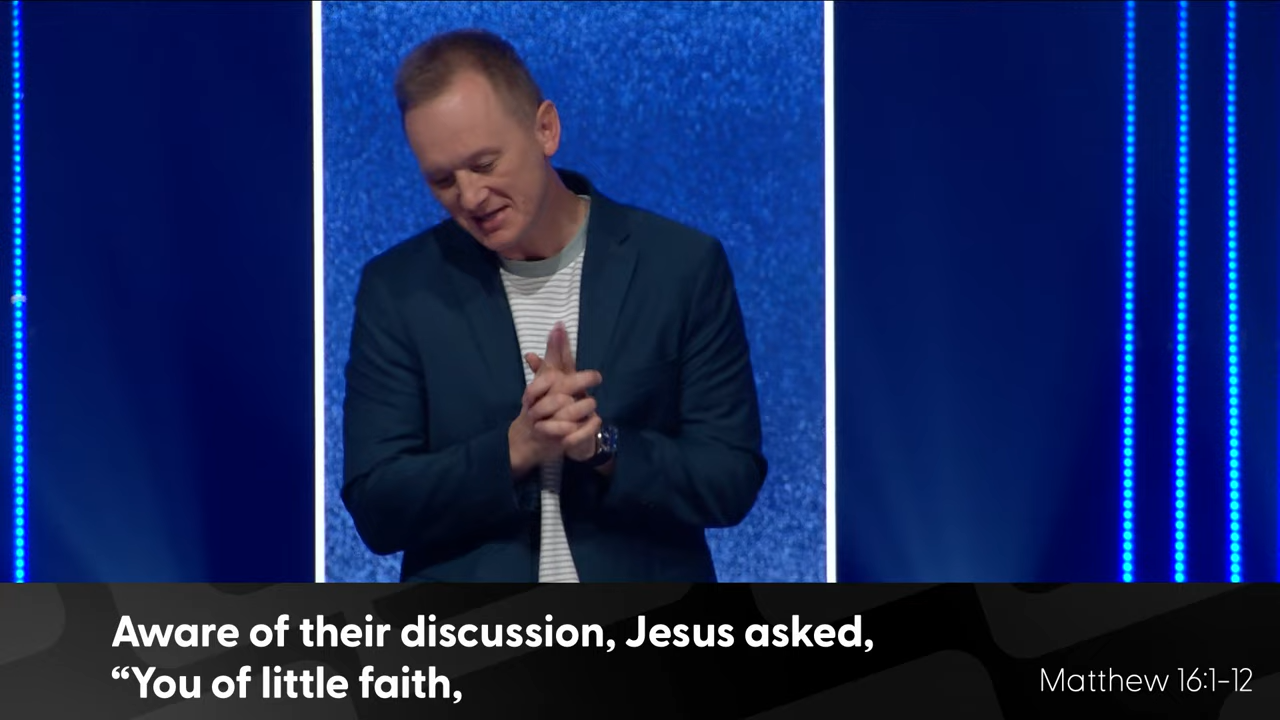 Aware of their discussion, Jesus asked,
“You of little faith,
Matthew 16:1-12